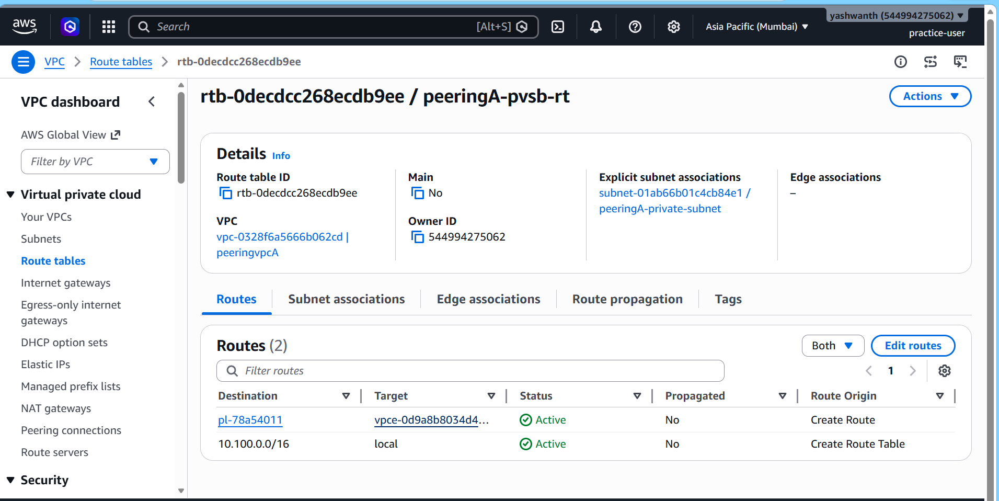 aws
Search
[Alt+S]
Asia Pacific (Mumbai)
yashwanth (544994275062)
practice-user
VPC
Route tables
rtb-0decdcc268ecdb9ee
VPC dashboard
AWS Global View
Filter by VPC
Virtual private cloud
Your VPCs
Subnets
Route tables
Internet gateways
Egress-only internet
gateways
DHCP option sets
Elastic IPs
Managed prefix lists
NAT gateways
Peering connections
Route servers
Security
rtb-0decdcc268ecdb9ee / peeringA-pvsb-rt
Actions
Details Info
Route table ID
rtb-0decdcc268ecdb9ee
Main
No
Explicit subnet associations
subnet-01ab66b01c4cb84e1 /
peeringA-private-subnet
Edge associations
–
VPC
vpc-0328f6a5666b062cd |
peeringvpcA
Owner ID
544994275062
Routes
Subnet associations
Edge associations
Route propagation
Tags
Routes (2)
Both
Edit routes
Filter routes
1
Destination Target Status Propagated Route Origin
pl-78a54011 vpce-0d9a8b8034d4... Active No Create Route
10.100.0.0/16 local Active No Create Route Table